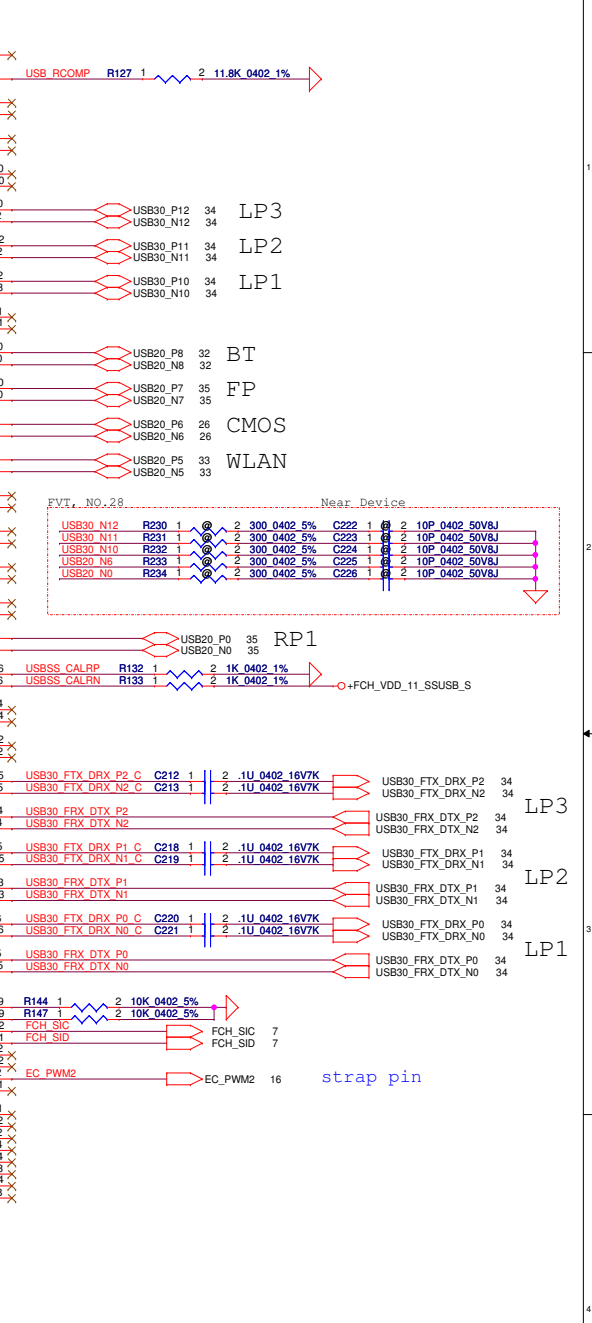 USB_RCOMP R127 1 2 11.8K_0402_1%
1
USB30_P12 34 LP3
USB30_N12 34
USB30_P11 34 LP2
USB30_N11 34
USB30_P10 34 LP1
USB30_N10 34
USB20_P8 32 BT
USB20_N8 32
USB20_P7 35 FP
USB20_N7 35
USB20_P6 26 CMOS
USB20_N6 26
USB20_P5 33 WLAN
USB20_N5 33
FVT, NO.28 Near Device
USB30_N12 R230 1 @ 2 300_0402_5% C222 1 @ 2 10P_0402_50V8J
USB30_N11 R231 1 @ 2 300_0402_5% C223 1 @ 2 10P_0402_50V8J
USB30_N10 R232 1 @ 2 300_0402_5% C224 1 @ 2 10P_0402_50V8J
USB20_N6 R233 1 @ 2 300_0402_5% C225 1 @ 2 10P_0402_50V8J
USB20_N0 R234 1 @ 2 300_0402_5% C226 1 @ 2 10P_0402_50V8J
2
USB20_P0 35 RP1
USB20_N0 35
USBSS_CALRP R132 1 2 1K_0402_1%
USBSS_CALRN R133 1 2 1K_0402_1%
+FCH_VDD_11_SSUSB_S
USB30_FTX_DRX_P2_C C212 1 2 .1U_0402_16V7K USB30_FTX_DRX_P2 34
USB30_FTX_DRX_N2_C C213 1 2 .1U_0402_16V7K USB30_FTX_DRX_N2 34
LP3
USB30_FRX_DTX_P2 USB30_FRX_DTX_P2 34
USB30_FRX_DTX_N2 USB30_FRX_DTX_N2 34
USB30_FTX_DRX_P1_C C218 1 2 .1U_0402_16V7K USB30_FTX_DRX_P1 34
USB30_FTX_DRX_N1_C C219 1 2 .1U_0402_16V7K USB30_FTX_DRX_N1 34
LP2
USB30_FRX_DTX_P1 USB30_FRX_DTX_P1 34
USB30_FRX_DTX_N1 USB30_FRX_DTX_N1 34
USB30_FTX_DRX_P0_C C220 1 2 .1U_0402_16V7K USB30_FTX_DRX_P0 34
USB30_FTX_DRX_N0_C C221 1 2 .1U_0402_16V7K USB30_FTX_DRX_N0 34
3
LP1
USB30_FRX_DTX_P0 USB30_FRX_DTX_P0 34
USB30_FRX_DTX_N0 USB30_FRX_DTX_N0 34
R144 1 2 10K_0402_5%
R147 1 2 10K_0402_5%
FCH_SIC FCH_SIC 7
FCH_SID FCH_SID 7
EC_PWM2 EC_PWM2 16 strap pin
4